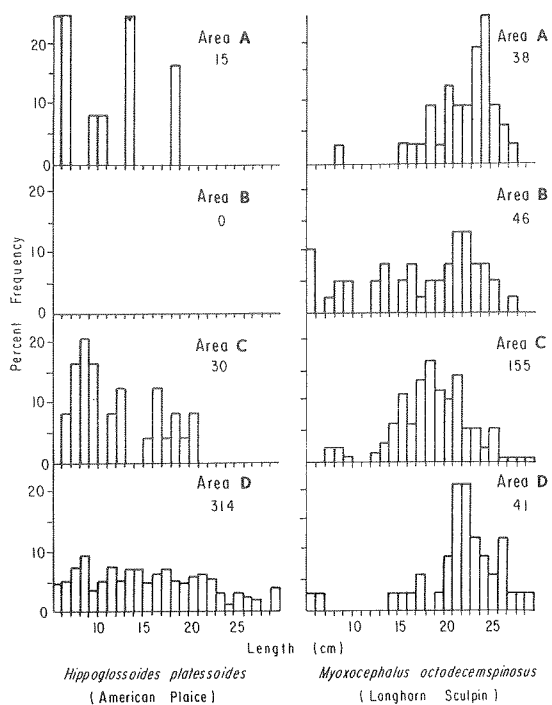 Area A
15
Area A
38
20
10
0
Area B
0
Area B
46
20
10
0
Area C
30
Area C
155
20
10
0
Area D
314
Area D
41
20
10
0
Percent Frequency
10 15 20 25
10 15 20 25
Length (cm)
Hippoglossoides platessoides
(American Plaice)
Myoxocephalus octodecemspinosus
(Longhorn Sculpin)